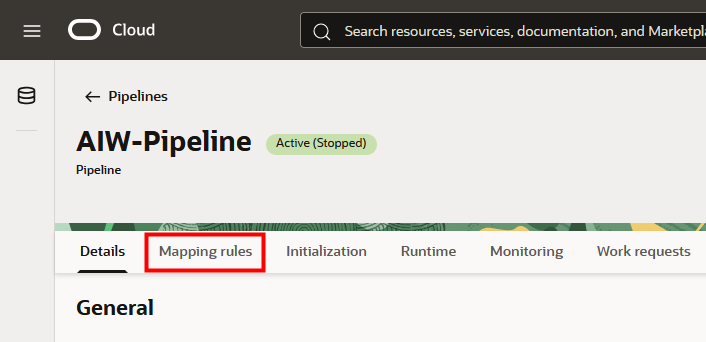 Cloud
Search resources, services, documentation, and Marketpla
Pipelines
AIW-Pipeline Active (Stopped)
Pipeline
Details Mapping rules Initialization Runtime Monitoring Work requests
General